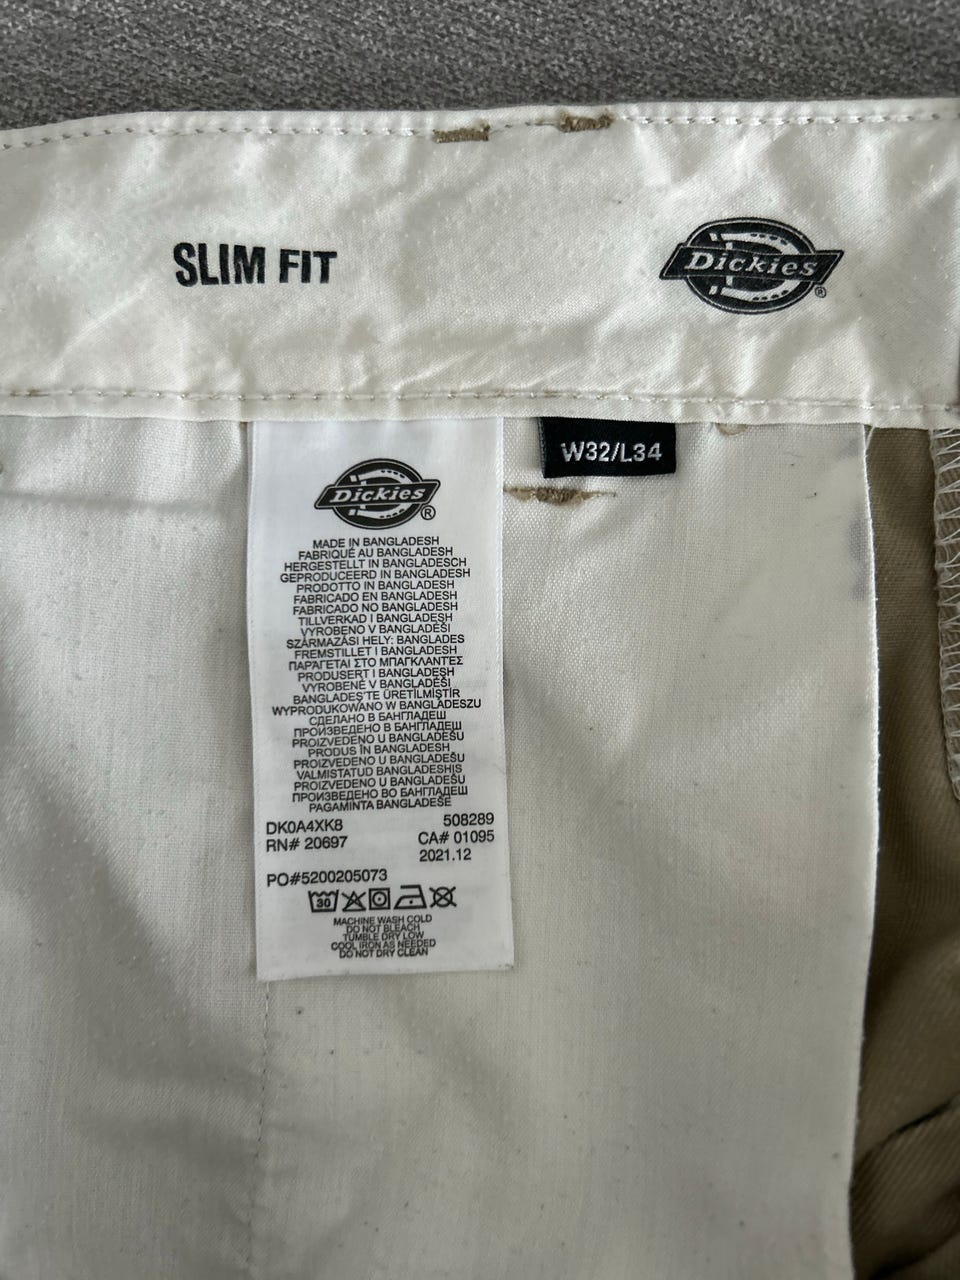 SLIM FIT
Dickies®
W32/L34
Dickies®
MADE IN BANGLADESH
FABRIQUÉ AU BANGLADESH
HERGESTELLT IN BANGLADESCH
GEPRODUCEERD IN BANGLADESH
PRODOTTO IN BANGLADESH
FABRICADO EN BANGLADESH
FABRICADO NO BANGLADESH
TILLVERKAD I BANGLADESH
VYROBENO V BANGLADÉŠI
SZÁRMAZÁSI HELY: BANGLADES
FREMSTILLET I BANGLADESH
ΠΑΡΑΓΕΤΑΙ ΣΤΟ ΜΠΑΓΚΛΑΝΤΕΣ
PRODUSERT I BANGLADESH
VYROBENÉ V BANGLADÉŠI
BANGLADEŞ'TE ÜRETİLMİŞTİR
WYPRODUKOWANO W BANGLADESZU
СДЕЛАНО В БАНГЛАДЕШ
ПРОИЗВЕДЕНО В БАНГЛАДЕШ
PROIZVEDENO U BANGLADEŠU
PRODUS ÎN BANGLADESH
PROIZVEDENO U BANGLADEŠU
VALMISTATUD BANGLADESHIS
PROIZVEDENO U BANGLADEŠU
ПРОИЗВЕДЕНО ВО БАНГЛАДЕШ
PAGAMINTA BANGLADEŠE
DK0A4XK8 508289
RN# 20697 CA# 01095
2021.12
PO#5200205073
30
MACHINE WASH COLD
DO NOT BLEACH
TUMBLE DRY LOW
COOL IRON AS NEEDED
DO NOT DRY CLEAN